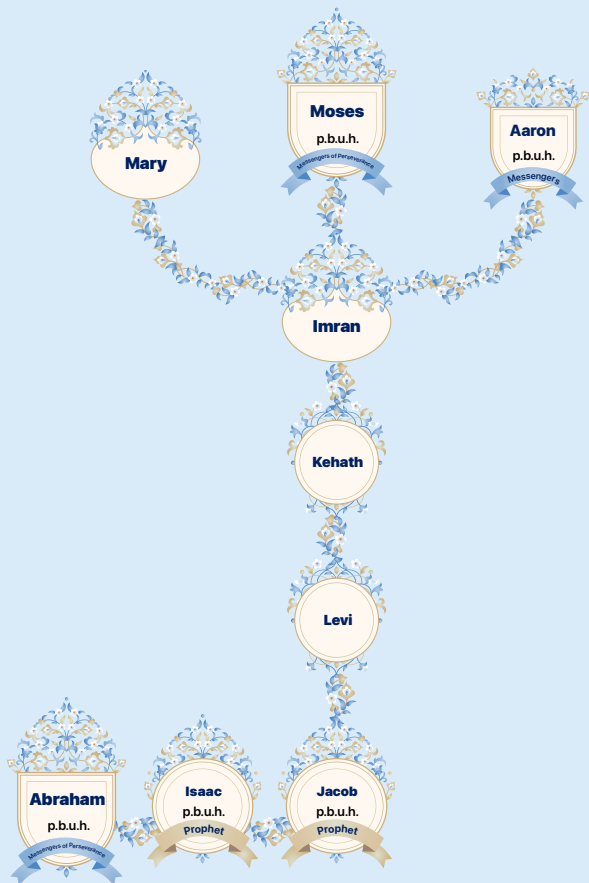 Moses
p.b.u.h.
Messengers of Perseverance
Aaron
p.b.u.h.
Messengers
Mary
Imran
Kehath
Levi
Abraham
p.b.u.h.
Messengers of Perseverance
Isaac
p.b.u.h.
Prophet
Jacob
p.b.u.h.
Prophet